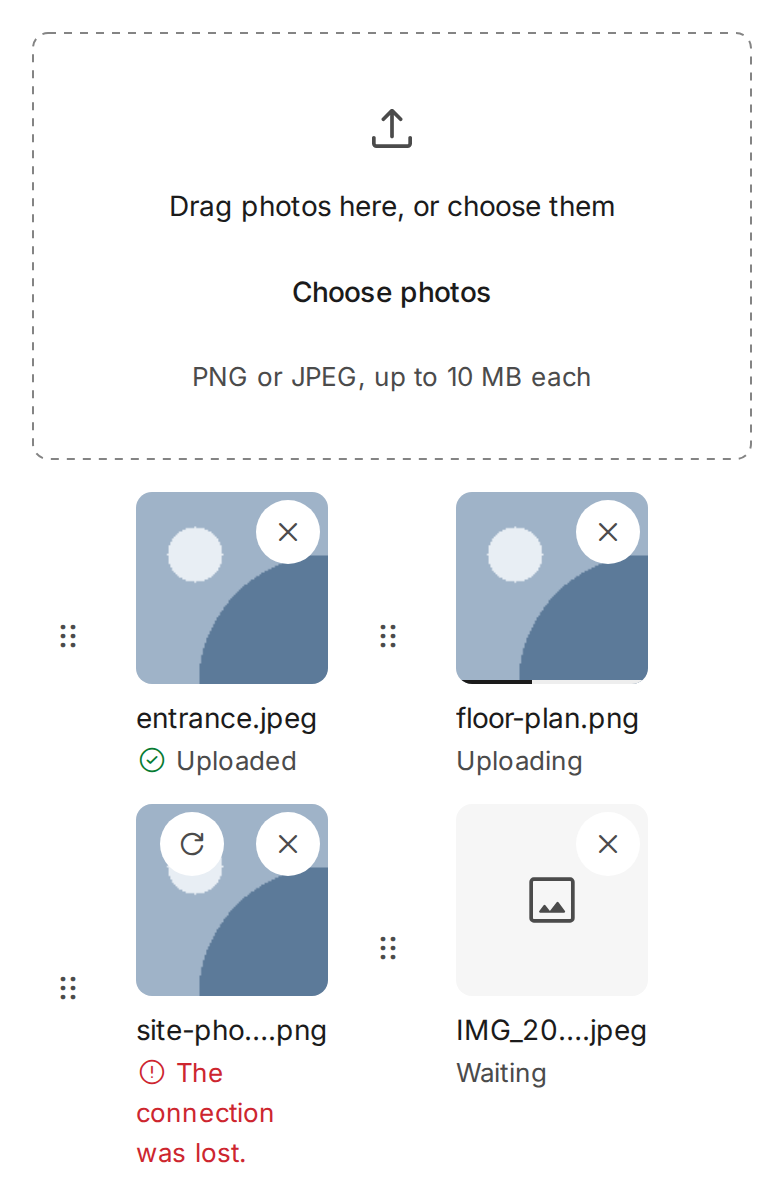 Drag photos here, or choose them
Choose photos
PNG or JPEG, up to 10 MB each
entrance.jpeg
Uploaded
floor-plan.png
Uploading
site-pho....png
The
connection
was lost.
IMG_20....jpeg
Waiting